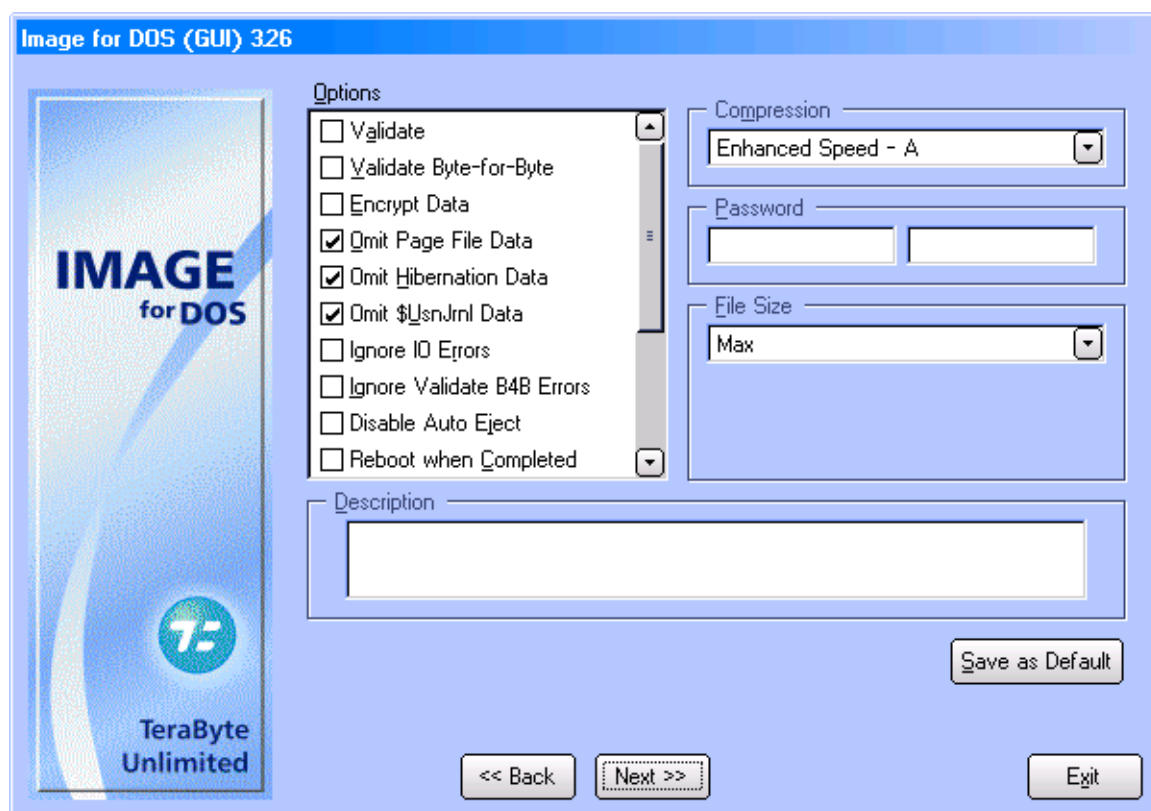 Image for DOS (GUI) 3.26
IMAGE
for DOS
TeraByte
Unlimited
Options
Validate
Validate Byte-for-Byte
Encrypt Data
Omit Page File Data
Omit Hibernation Data
Omit $UsnJrnl Data
Ignore IO Errors
Ignore Validate B4B Errors
Disable Auto Eject
Reboot when Completed
Compression
Enhanced Speed - A
Password
File Size
Max
Description
Save as Default
<< Back
Next >>
Exit